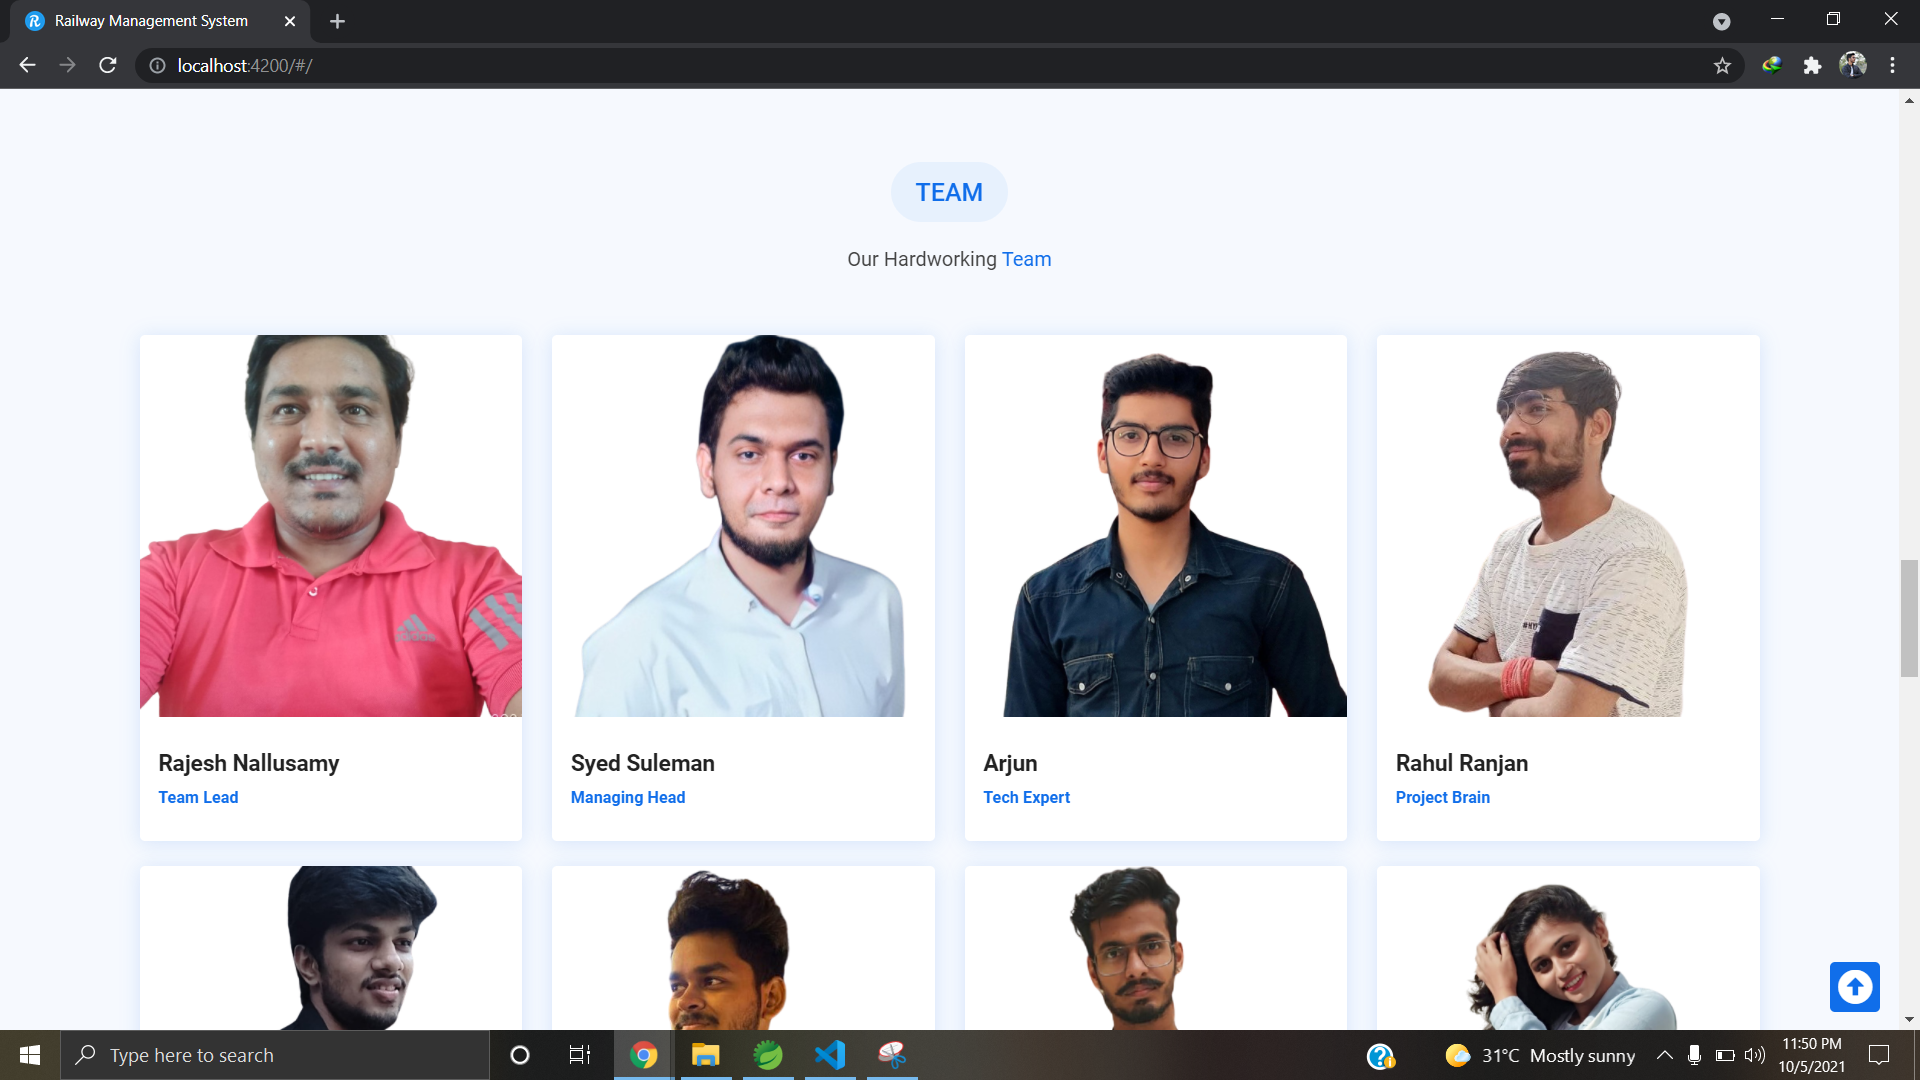 Railway Management System
localhost:4200/#/
TEAM
Our Hardworking Team
adidas
Rajesh Nallusamy
Team Lead
Syed Suleman
Managing Head
Arjun
Tech Expert
Rahul Ranjan
Project Brain
Type here to search
31°C Mostly sunny
11:50 PM
10/5/2021